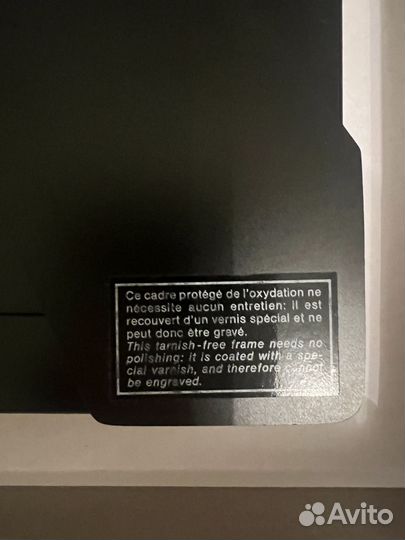 Ce cadre protégé de l'oxydation ne
nécessite aucun entretien: il est
recouvert d'un vernis spécial et ne
peut donc être gravé.
This tarnish-free frame needs no
polishing: it is coated with a spe-
cial varnish, and therefore cannot
be engraved.
Avito